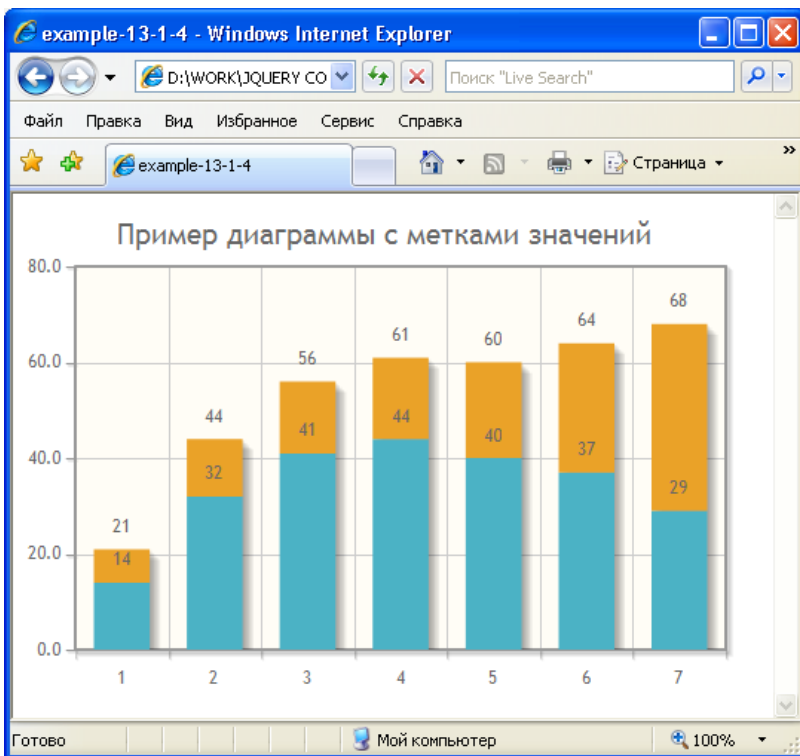 example-13-1-4 - Windows Internet Explorer
D:\WORK\JQUERY CO
Поиск "Live Search"
Файл Правка Вид Избранное Сервис Справка
example-13-1-4
Страница
»
Пример диаграммы с метками значений
80.0
60.0
40.0
20.0
0.0
21
14
44
32
56
41
61
44
60
40
64
37
68
29
1 2 3 4 5 6 7
Готово
Мой компьютер
100%